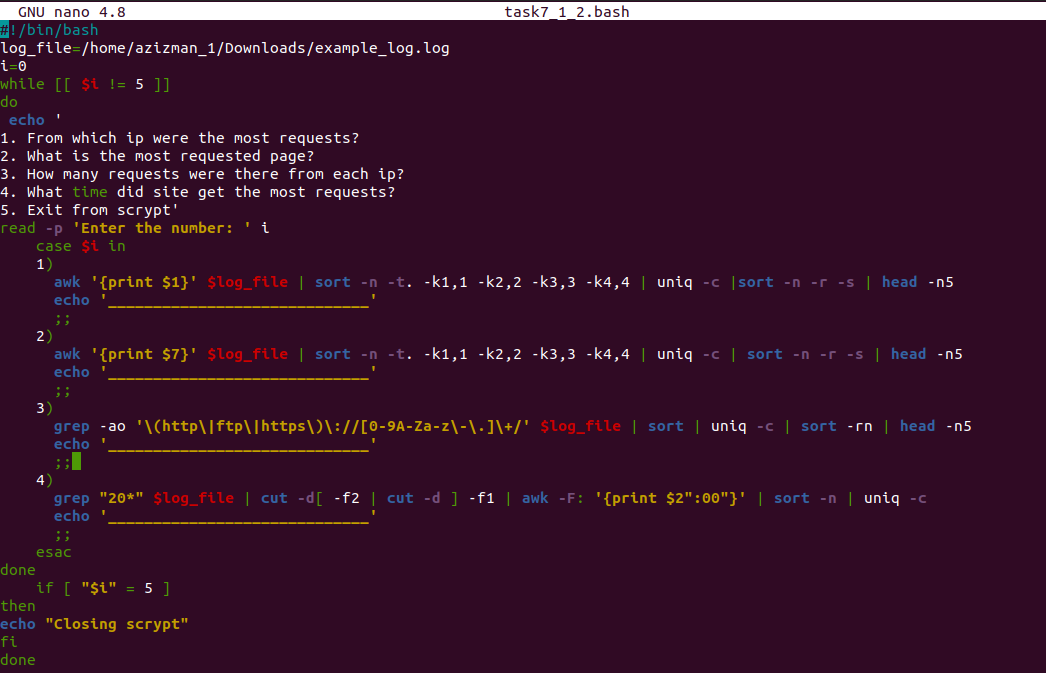 GNU nano 4.8 task7_1_2.bash
#!/bin/bash
log_file=/home/azizman_1/Downloads/example_log.log
i=0
while [[ $i != 5 ]]
do
 echo '
1. From which ip were the most requests?
2. What is the most requested page?
3. How many requests were there from each ip?
4. What time did site get the most requests?
5. Exit from scrypt'
read -p 'Enter the number: ' i
    case $i in
    1)
      awk '{print $1}' $log_file | sort -n -t. -k1,1 -k2,2 -k3,3 -k4,4 | uniq -c |sort -n -r -s | head -n5
      echo '_____________________________'
      ;;
    2)
      awk '{print $7}' $log_file | sort -n -t. -k1,1 -k2,2 -k3,3 -k4,4 | uniq -c | sort -n -r -s | head -n5
      echo '_____________________________'
      ;;
    3)
      grep -ao '\(http\|ftp\|https\)\://[0-9A-Za-z\-\.]\+/' $log_file | sort | uniq -c | sort -rn | head -n5
      echo '_____________________________'
      ;;
    4)
      grep "20*" $log_file | cut -d[ -f2 | cut -d ] -f1 | awk -F: '{print $2":00"}' | sort -n | uniq -c
      echo '_____________________________'
      ;;
    esac
done
    if [ "$i" = 5 ]
then
echo "Closing scrypt"
fi
done